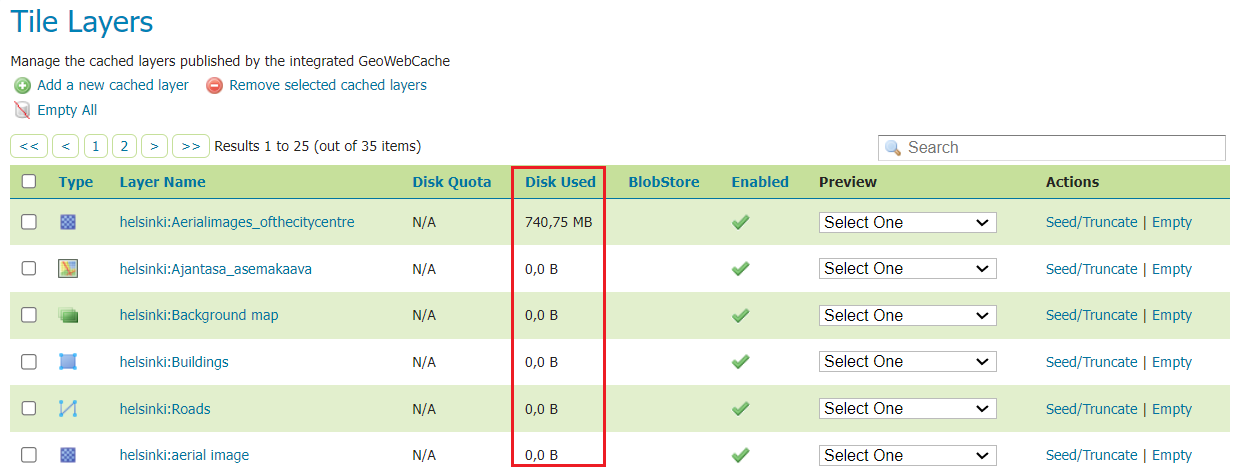 Tile Layers
Manage the cached layers published by the integrated GeoWebCache
Add a new cached layer Remove selected cached layers
Empty All
<< < 1 2 > >> Results 1 to 25 (out of 35 items) Search
Type Layer Name Disk Quota Disk Used BlobStore Enabled Preview Actions
helsinki:Aerialimages_ofthecitycentre N/A 740,75 MB Select One Seed/Truncate | Empty
helsinki:Ajantasa_asemakaava N/A 0,0 B Select One Seed/Truncate | Empty
helsinki:Background map N/A 0,0 B Select One Seed/Truncate | Empty
helsinki:Buildings N/A 0,0 B Select One Seed/Truncate | Empty
helsinki:Roads N/A 0,0 B Select One Seed/Truncate | Empty
helsinki:aerial image N/A 0,0 B Select One Seed/Truncate | Empty